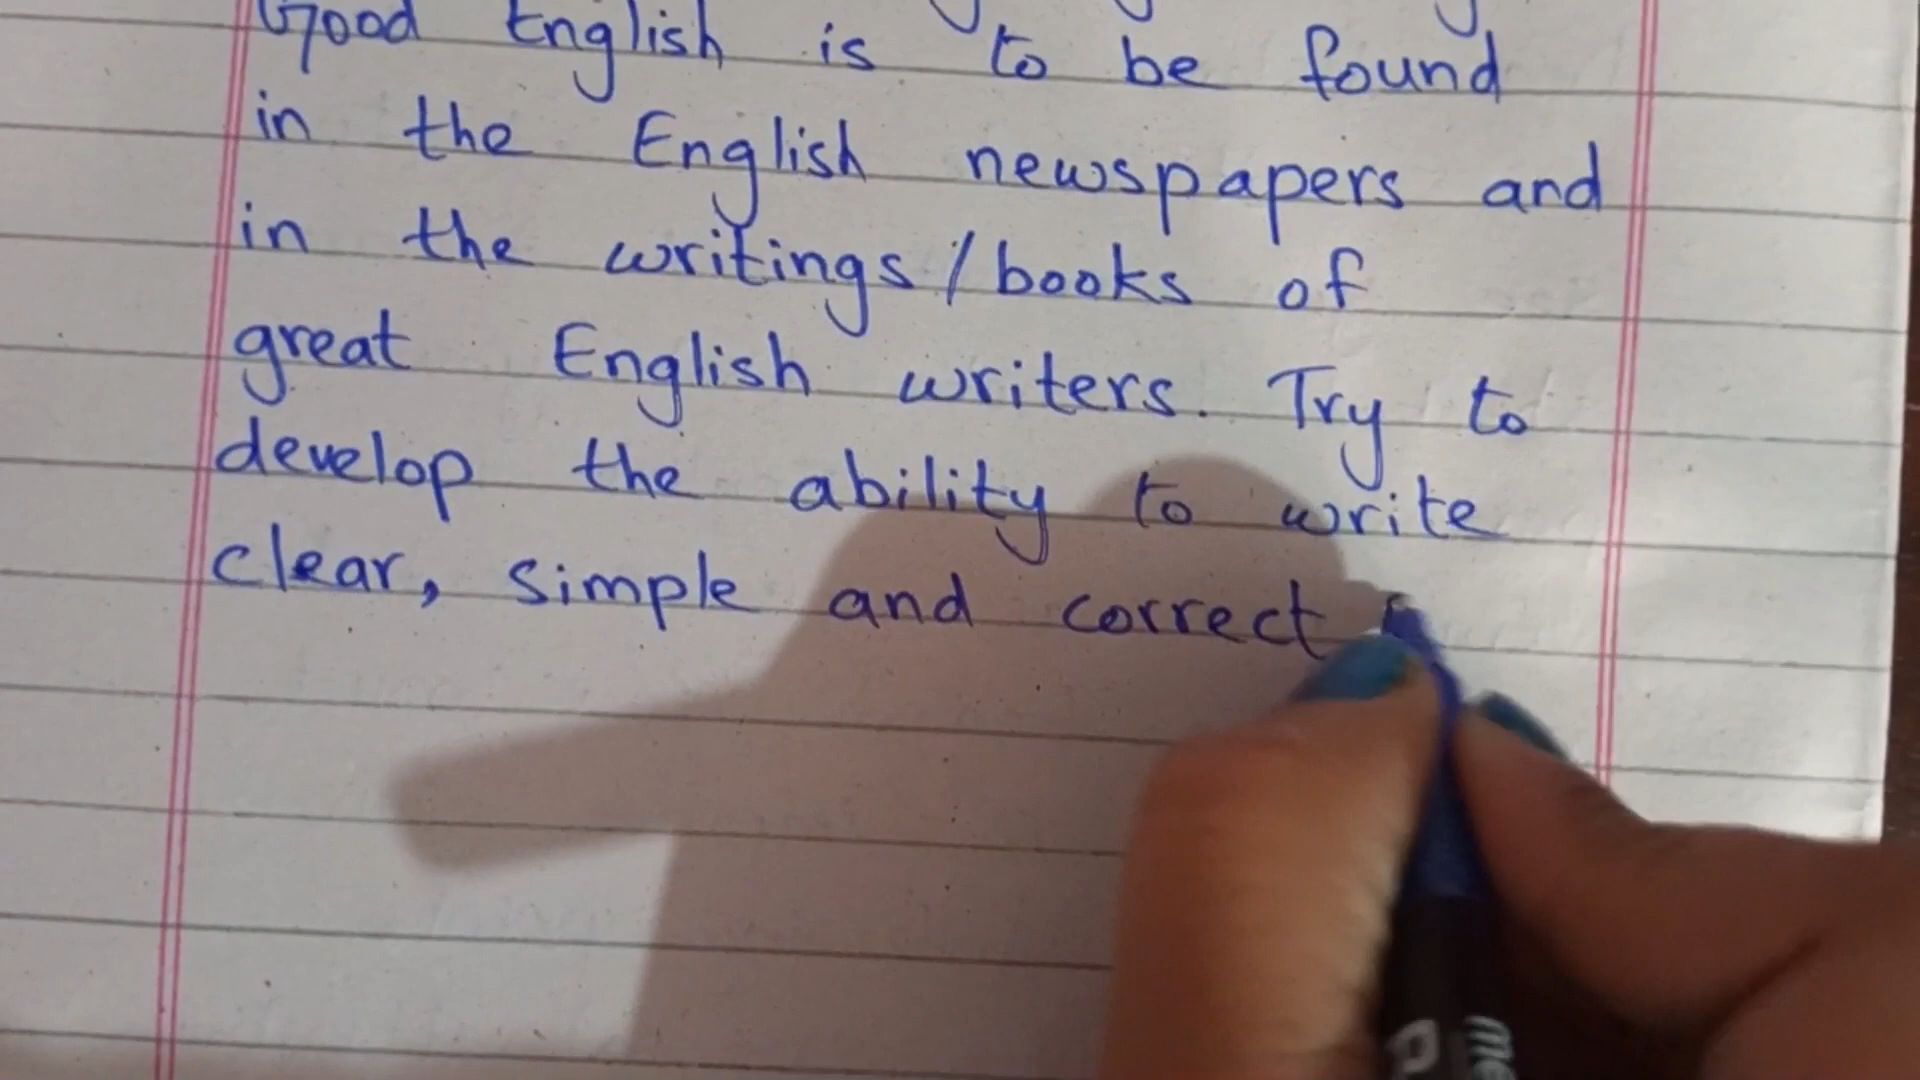 Good English is to be found
in the English newspapers and
in the writings/books of
great English writers. Try to
develop the ability to write
clear, simple and correct